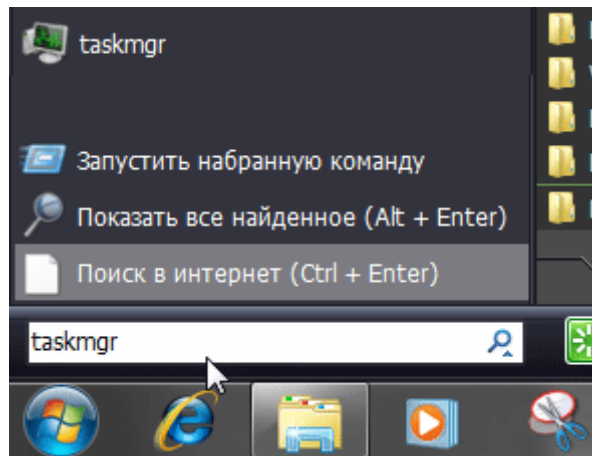 taskmgr
Запустить набранную команду
Показать все найденное (Alt + Enter)
Поиск в интернет (Ctrl + Enter)
taskmgr